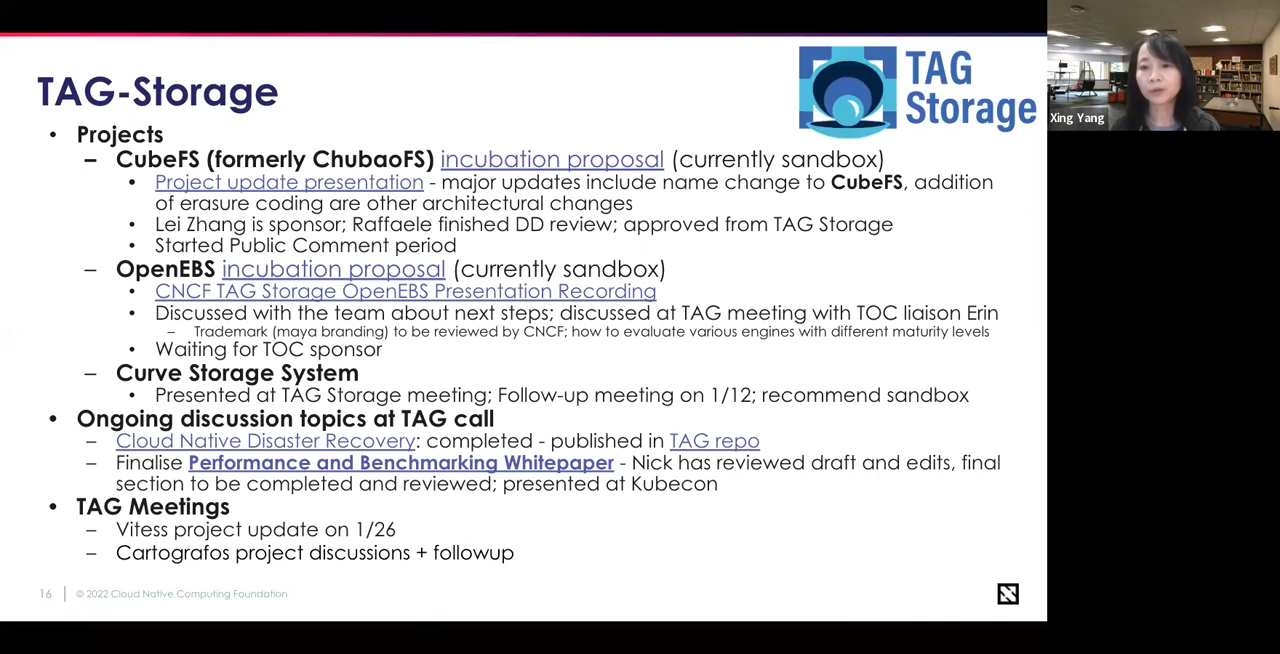 TAG-Storage
TAG
Storage
Xing Yang
• Projects
– CubeFS (formerly ChubaoFS) incubation proposal (currently sandbox)
• Project update presentation - major updates include name change to CubeFS, addition
of erasure coding are other architectural changes
• Lei Zhang is sponsor; Raffaele finished DD review; approved from TAG Storage
• Started Public Comment period
– OpenEBS incubation proposal (currently sandbox)
• CNCF TAG Storage OpenEBS Presentation Recording
• Discussed with the team about next steps; discussed at TAG meeting with TOC liaison Erin
– Trademark (maya branding) to be reviewed by CNCF; how to evaluate various engines with different maturity levels
• Waiting for TOC sponsor
– Curve Storage System
• Presented at TAG Storage meeting; Follow-up meeting on 1/12; recommend sandbox
• Ongoing discussion topics at TAG call
– Cloud Native Disaster Recovery: completed - published in TAG repo
– Finalise Performance and Benchmarking Whitepaper - Nick has reviewed draft and edits, final
section to be completed and reviewed; presented at Kubecon
• TAG Meetings
– Vitess project update on 1/26
– Cartografos project discussions + followup
16 | © 2022 Cloud Native Computing Foundation